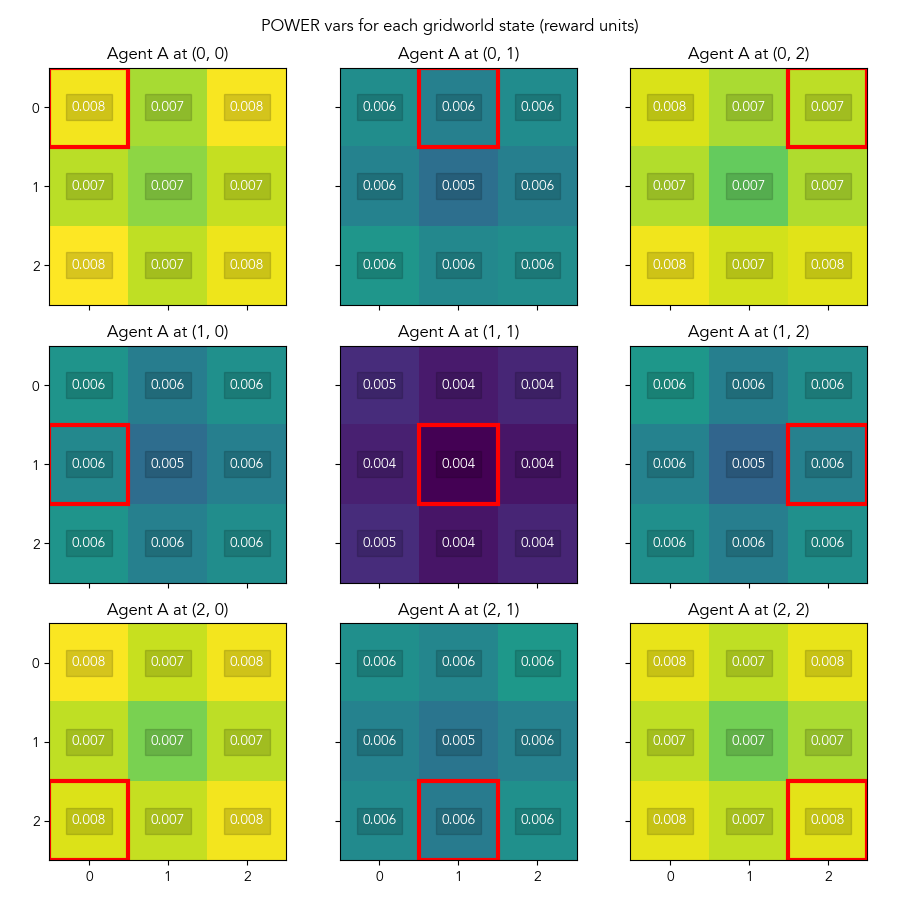 POWER vars for each gridworld state (reward units)
Agent A at (0, 0) Agent A at (0, 1) Agent A at (0, 2)
0 0.008 0.007 0.008 0.006 0.006 0.006 0.008 0.007 0.007
1 0.007 0.007 0.007 0.006 0.005 0.006 0.007 0.007 0.007
2 0.008 0.007 0.008 0.006 0.006 0.006 0.008 0.007 0.008
Agent A at (1, 0) Agent A at (1, 1) Agent A at (1, 2)
0 0.006 0.006 0.006 0.005 0.004 0.004 0.006 0.006 0.006
1 0.006 0.005 0.006 0.004 0.004 0.004 0.006 0.005 0.006
2 0.006 0.006 0.006 0.005 0.004 0.004 0.006 0.006 0.006
Agent A at (2, 0) Agent A at (2, 1) Agent A at (2, 2)
0 0.008 0.007 0.008 0.006 0.006 0.006 0.008 0.007 0.008
1 0.007 0.007 0.007 0.006 0.005 0.006 0.007 0.007 0.007
2 0.008 0.007 0.008 0.006 0.006 0.006 0.008 0.007 0.008
0 1 2 0 1 2 0 1 2